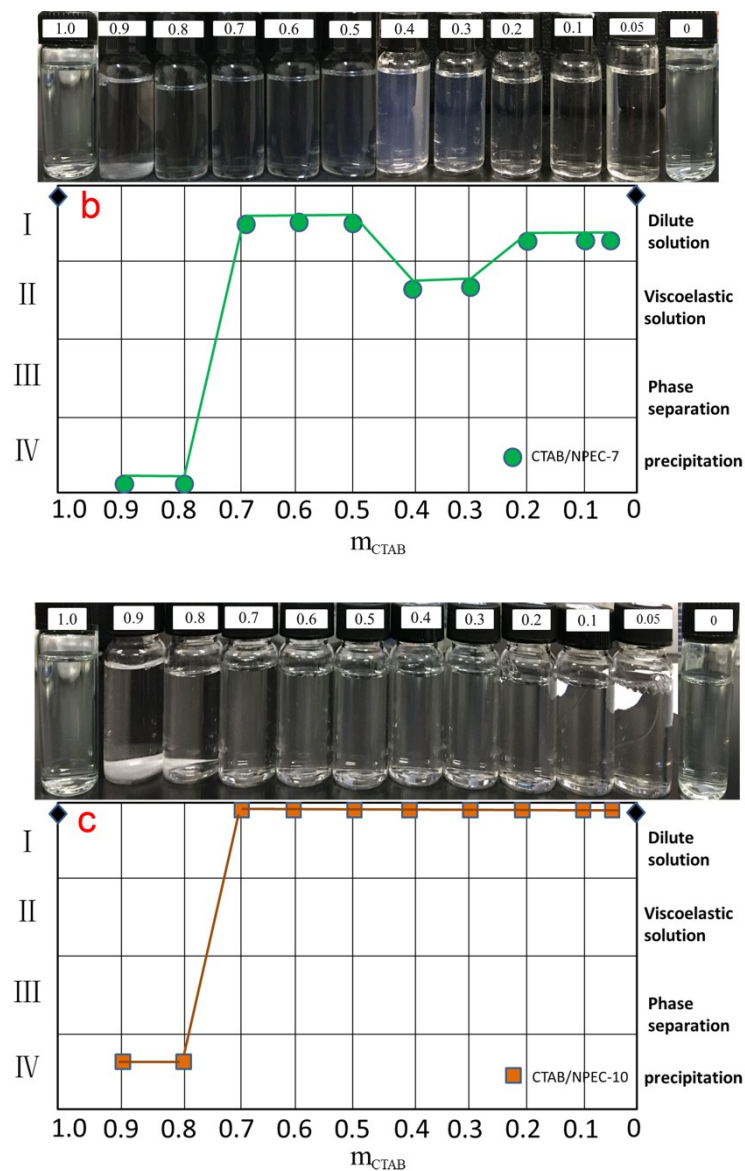 1.0 0.9 0.8 0.7 0.6 0.5 0.4 0.3 0.2 0.1 0.05 0
b
I
Dilute
solution
II
Viscoelastic
solution
III
Phase
separation
IV
CTAB/NPEC-7
precipitation
1.0 0.9 0.8 0.7 0.6 0.5 0.4 0.3 0.2 0.1 0
mCTAB
1.0 0.9 0.8 0.7 0.6 0.5 0.4 0.3 0.2 0.1 0.05 0
c
I
Dilute
solution
II
Viscoelastic
solution
III
Phase
separation
IV
CTAB/NPEC-10
precipitation
1.0 0.9 0.8 0.7 0.6 0.5 0.4 0.3 0.2 0.1 0
mCTAB